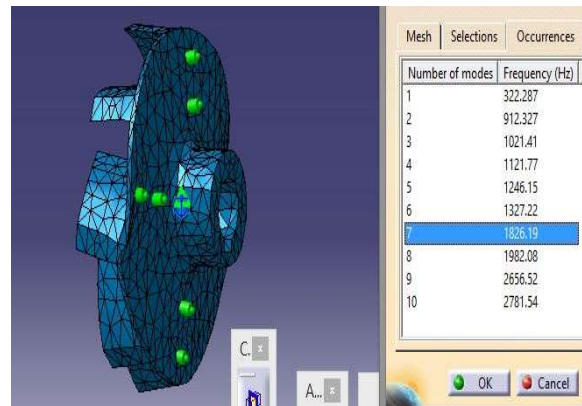 Mesh Selections Occurrences
Number of modes Frequency (Hz)
1 322.287
2 912.327
3 1021.41
4 1121.77
5 1246.15
6 1327.22
7 1826.19
8 1982.08
9 2656.52
10 2781.54
C. x
A... x
OK Cancel